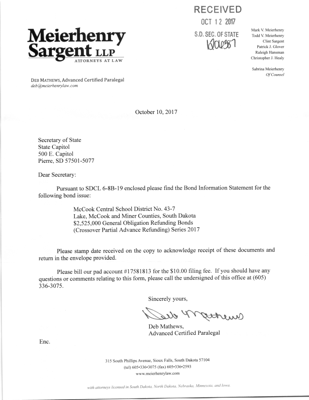 RECEIVED
OCT 12 2017
S.D. SEC. OF STATE
Meierhenry
Sargent LLP
ATTORNEYS AT LAW
Mark V. Meierhenry
Todd V. Meierhenry
Clint Sargent
Patrick J. Glover
Raleigh Hansman
Christopher J. Healy
Sabrina Meierhenry
Of Counsel
DEB MATHEWS, Advanced Certified Paralegal
deb@meierhenrylaw.com
October 10, 2017
Secretary of State
State Capitol
500 E. Capitol
Pierre, SD 57501-5077
Dear Secretary:
Pursuant to SDCL 6-8B-19 enclosed please find the Bond Information Statement for the
following bond issue:
McCook Central School District No. 43-7
Lake, McCook and Miner Counties, South Dakota
$2,525,000 General Obligation Refunding Bonds
(Crossover Partial Advance Refunding) Series 2017
Please stamp date received on the copy to acknowledge receipt of these documents and
return in the envelope provided.
Please bill our pad account #17581813 for the $10.00 filing fee. If you should have any
questions or comments relating to this form, please call the undersigned of this office at (605)
336-3075.
Sincerely yours,
Deb Mathews
Deb Mathews,
Advanced Certified Paralegal
Enc.
315 South Phillips Avenue, Sioux Falls, South Dakota 57104
(tel) 605•336•3075 (fax) 605•336•2593
www.meierhenrylaw.com
with attorneys licensed in South Dakota, North Dakota, Nebraska, Minnesota, and Iowa